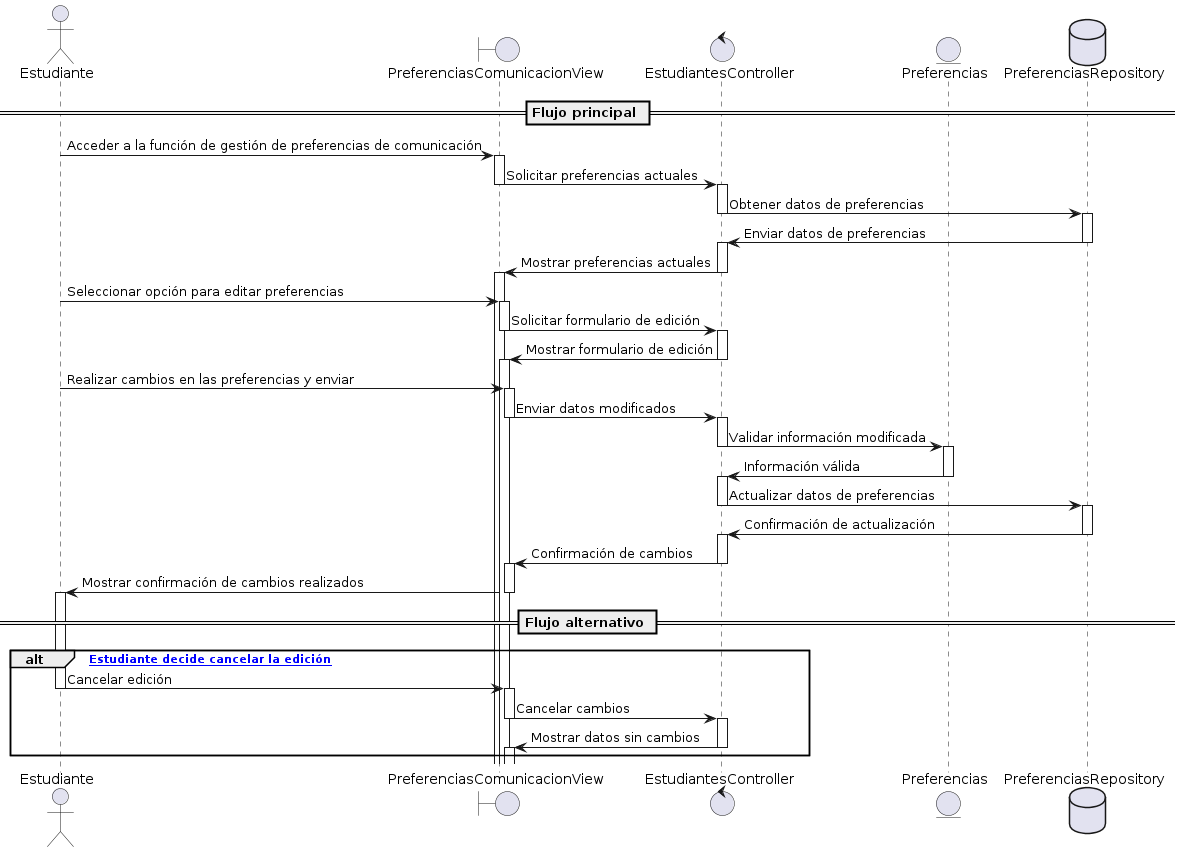 Estudiante
PreferenciasComunicacionView
EstudiantesController
Preferencias
PreferenciasRepository
Flujo principal
Acceder a la función de gestión de preferencias de comunicación
Solicitar preferencias actuales
Obtener datos de preferencias
Enviar datos de preferencias
Mostrar preferencias actuales
Seleccionar opción para editar preferencias
Solicitar formulario de edición
Mostrar formulario de edición
Realizar cambios en las preferencias y enviar
Enviar datos modificados
Validar información modificada
Información válida
Actualizar datos de preferencias
Confirmación de actualización
Confirmación de cambios
Mostrar confirmación de cambios realizados
Flujo alternativo
alt
Estudiante decide cancelar la edición
Cancelar edición
Cancelar cambios
Mostrar datos sin cambios
Estudiante
PreferenciasComunicacionView
EstudiantesController
Preferencias
PreferenciasRepository